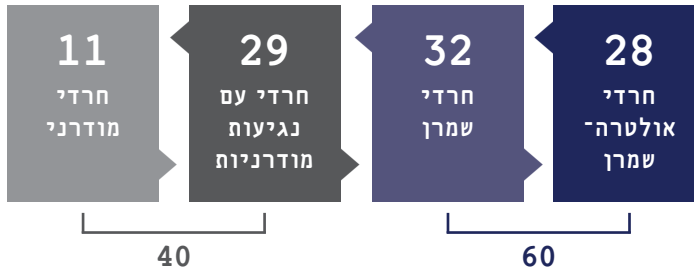 28
חרדי
אולטרה־
שמרן
32
חרדי
שמרן
29
חרדי עם
נגיעות
מודרניות
11
חרדי
מודרני
60
40